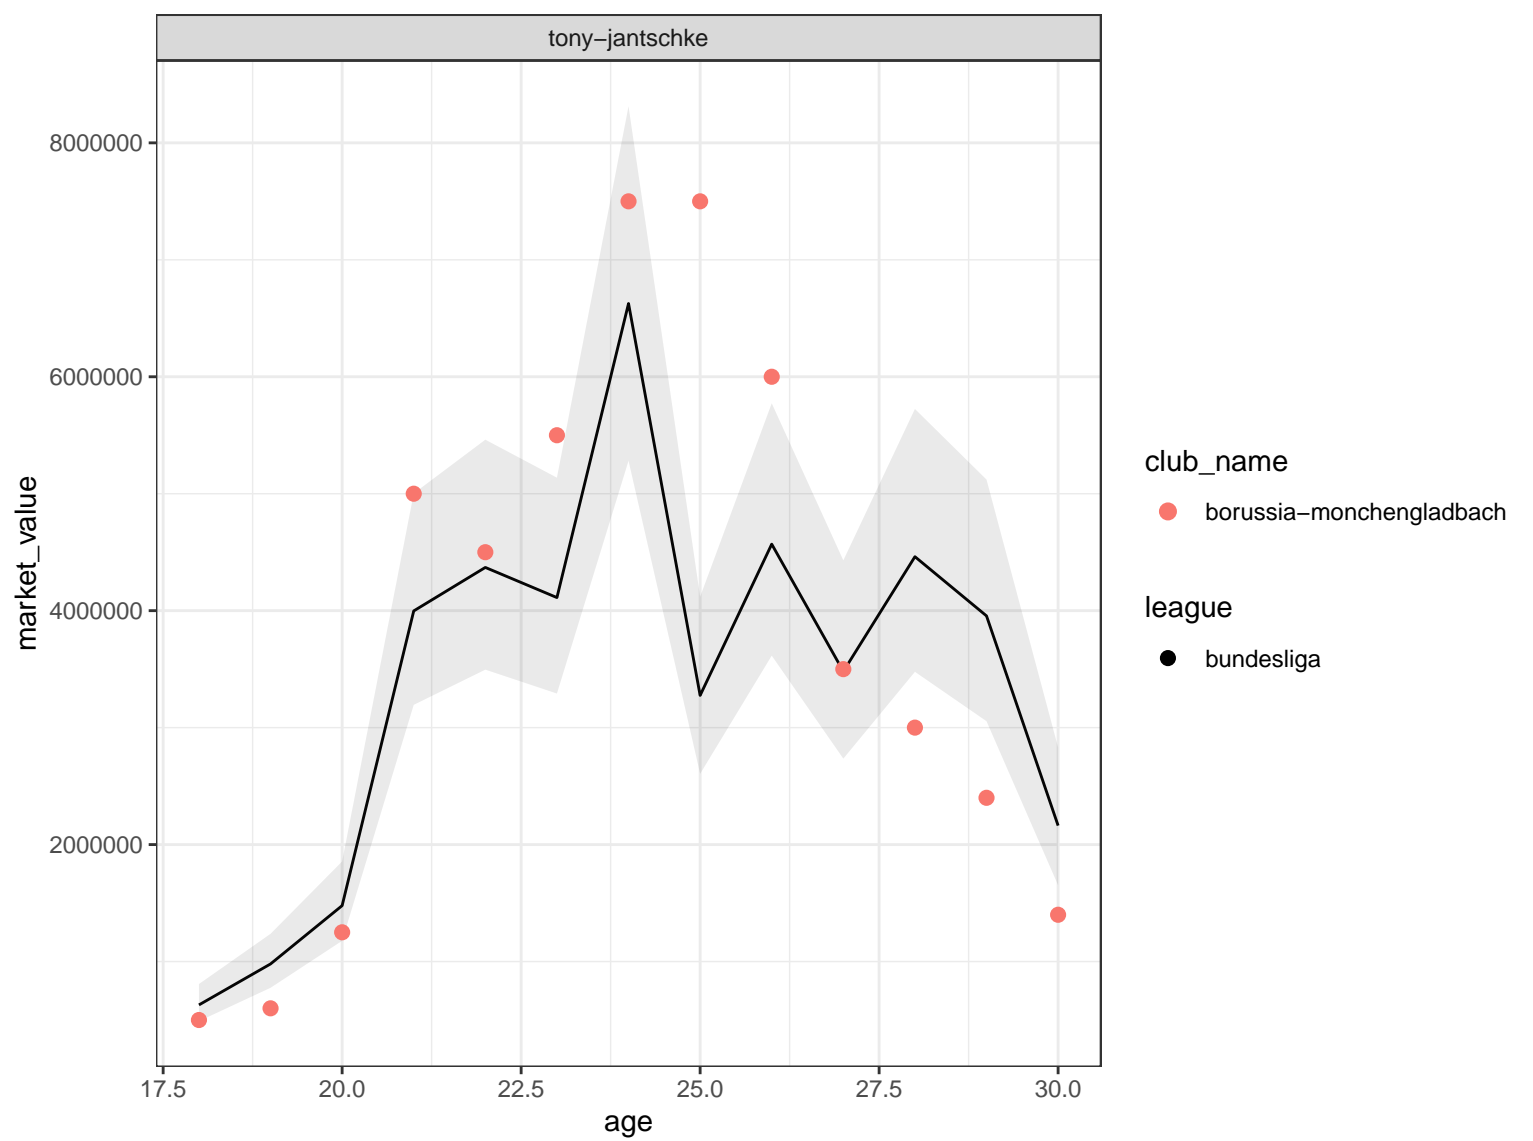 tony−jantschke
8000000
6000000
4000000
2000000
market_value
17.5 20.0 22.5 25.0 27.5 30.0
age
club_name
borussia−monchengladbach
league
bundesliga